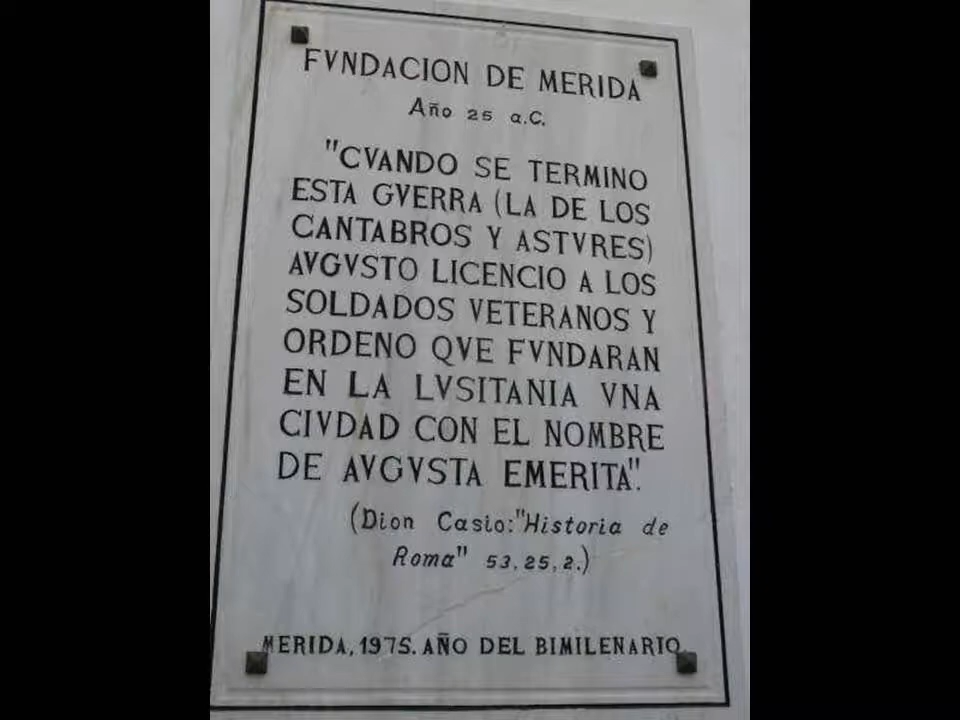 FVNDACION DE MERIDA
Año 25 a.C.
"CVANDO SE TERMINO
ESTA GVERRA (LA DE LOS
CANTABROS Y ASTVRES)
AVGVSTO LICENCIO A LOS
SOLDADOS VETERANOS Y
ORDENO QVE FVNDARAN
EN LA LVSITANIA VNA
CIVDAD CON EL NOMBRE
DE AVGVSTA EMERITA".
(Dion Casio:"Historia de
Roma" 53,25,2.)
MERIDA, 1975. AÑO DEL BIMILENARIO.